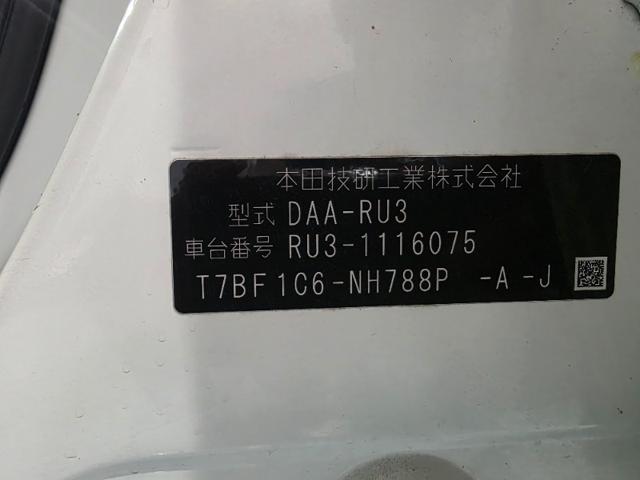 本田技研工業株式会社
型式 DAA-RU3
車台番号 RU3-1116075
T7BF1C6-NH788P -A -J